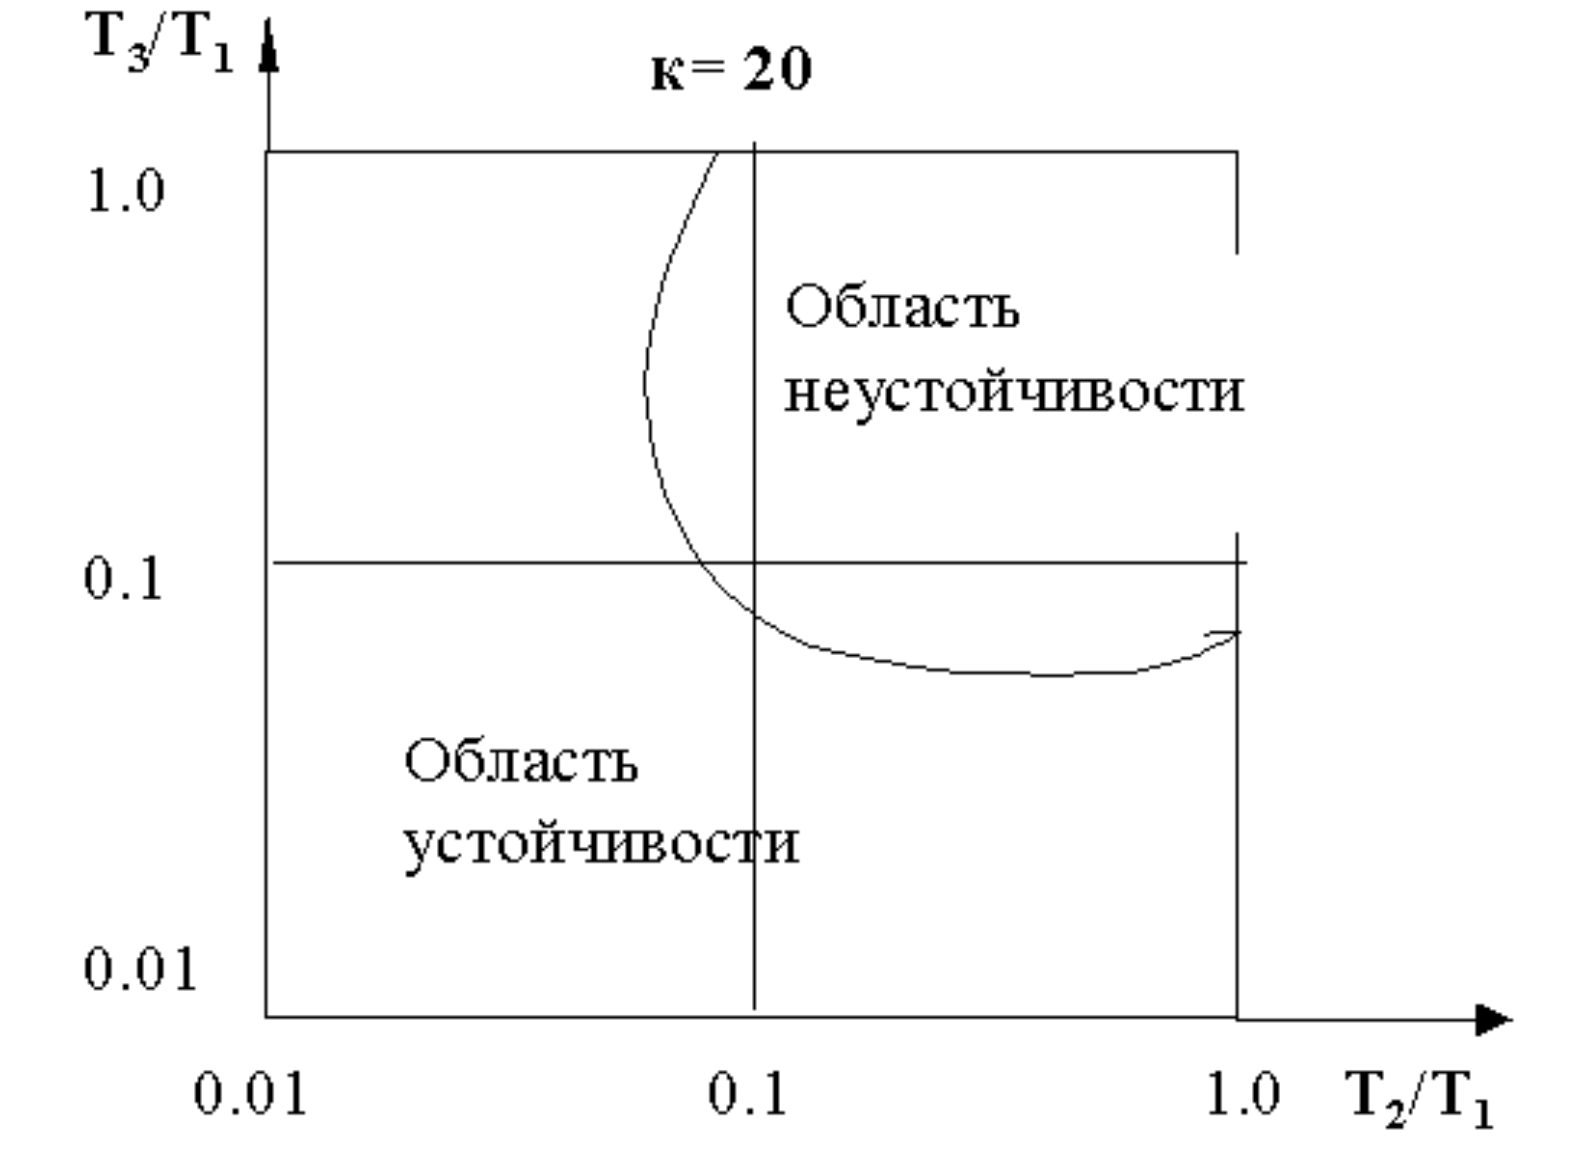 T3/T1
к= 20
1.0
Область
неустойчивости
0.1
Область
устойчивости
0.01
0.01 0.1 1.0 T2/T1